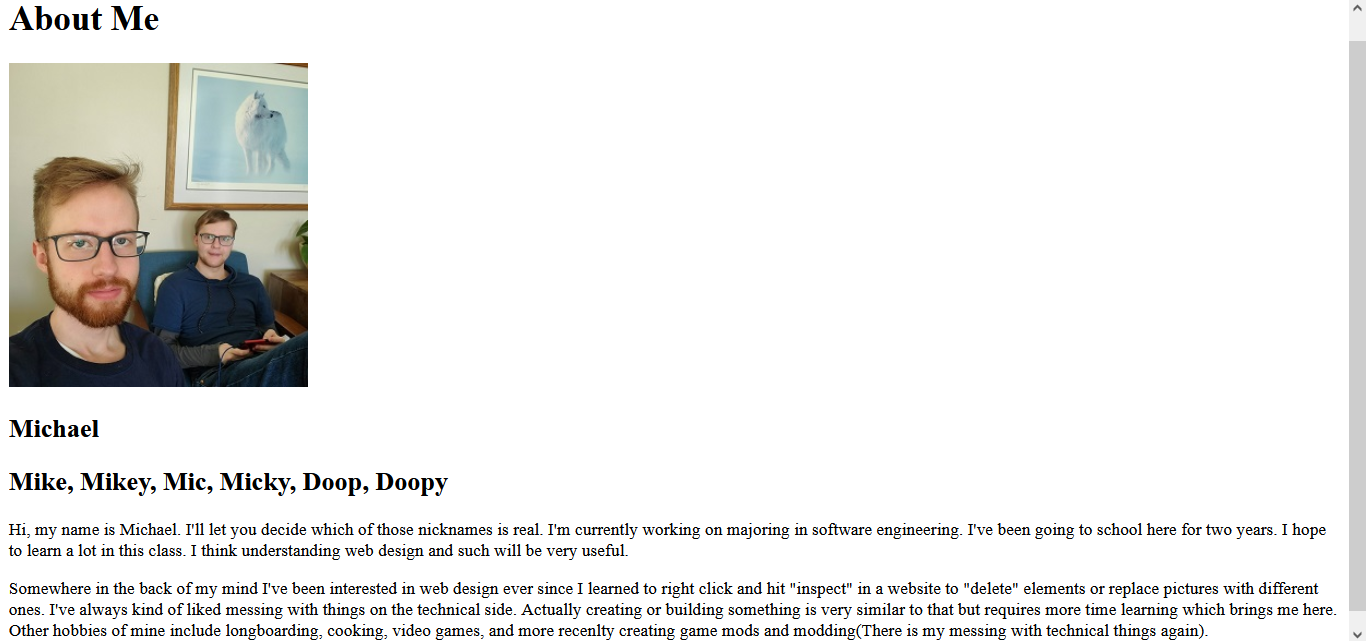 About Me
Michael
Mike, Mikey, Mic, Micky, Doop, Doopy
Hi, my name is Michael. I'll let you decide which of those nicknames is real. I'm currently working on majoring in software engineering. I've been going to school here for two years. I hope
to learn a lot in this class. I think understanding web design and such will be very useful.
Somewhere in the back of my mind I've been interested in web design ever since I learned to right click and hit "inspect" in a website to "delete" elements or replace pictures with different
ones. I've always kind of liked messing with things on the technical side. Actually creating or building something is very similar to that but requires more time learning which brings me here.
Other hobbies of mine include longboarding, cooking, video games, and more recenlty creating game mods and modding(There is my messing with technical things again).